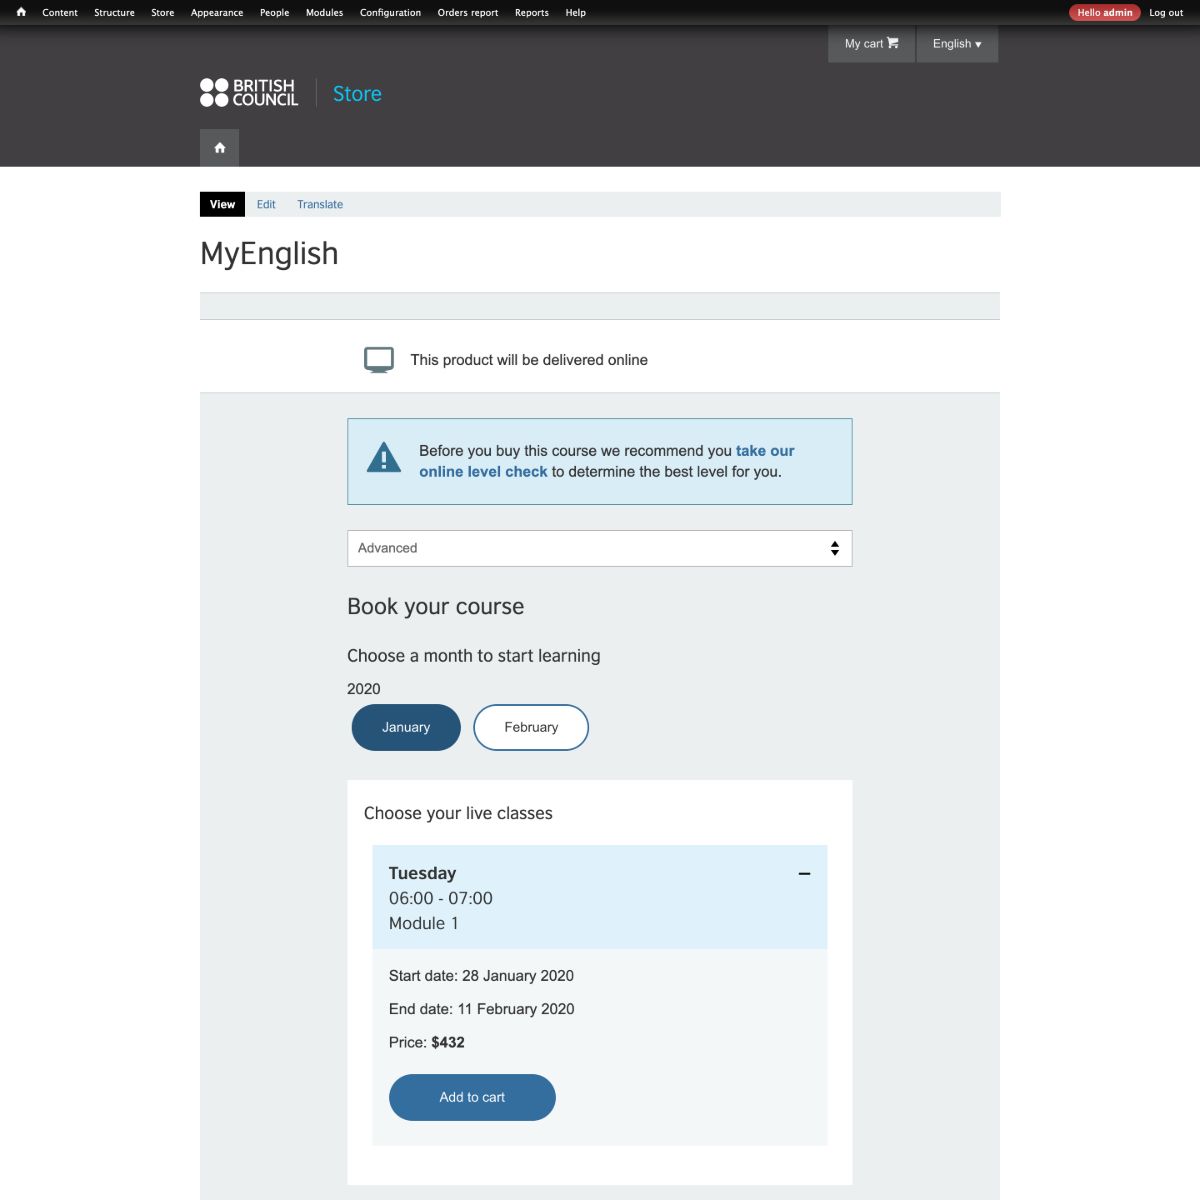 Content Structure Store Appearance People Modules Configuration Orders report Reports Help Hello admin Log out
My cart English ▾
BRITISH
COUNCIL
Store
View Edit Translate
MyEnglish
This product will be delivered online
Before you buy this course we recommend you take our
online level check to determine the best level for you.
Advanced
Book your course
Choose a month to start learning
2020
January February
Choose your live classes
Tuesday
06:00 - 07:00
Module 1
Start date: 28 January 2020
End date: 11 February 2020
Price: $432
Add to cart